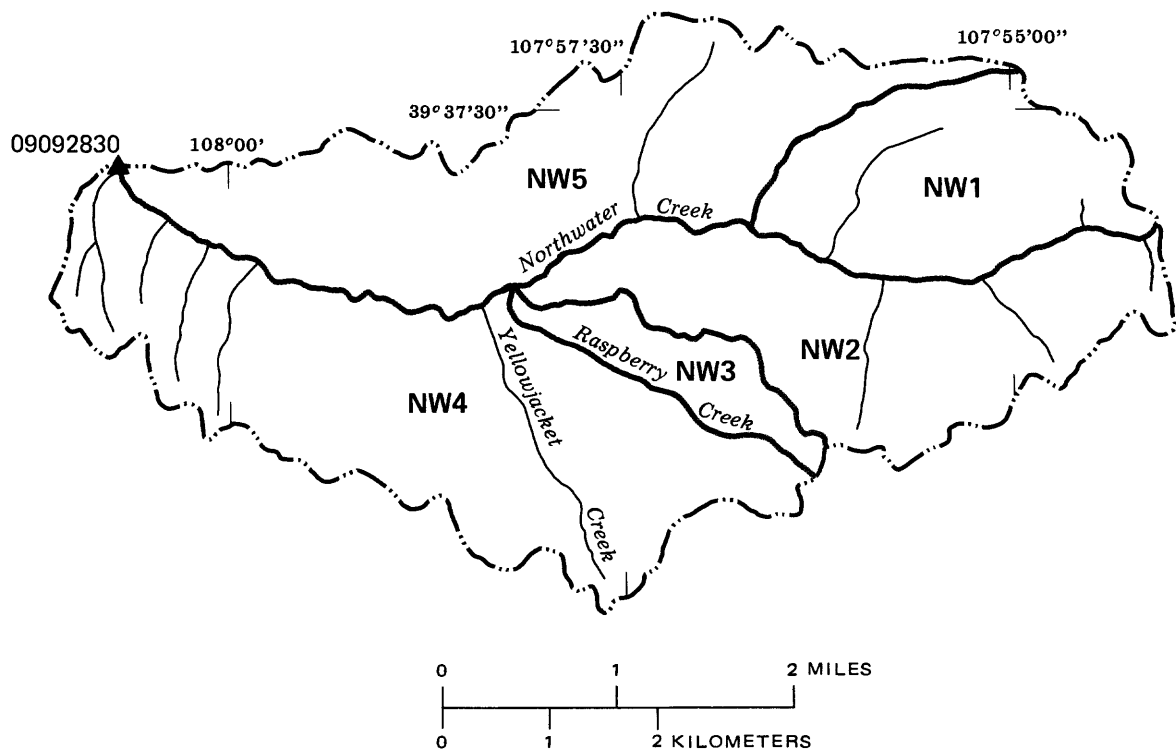 107°57'30"
107°55'00"
39°37'30"
09092830
108°00'
NW5
NW1
Northwater Creek
NW2
Raspberry Creek
NW3
Yellowjacket Creek
NW4
0 1 2 MILES
0 1 2 KILOMETERS